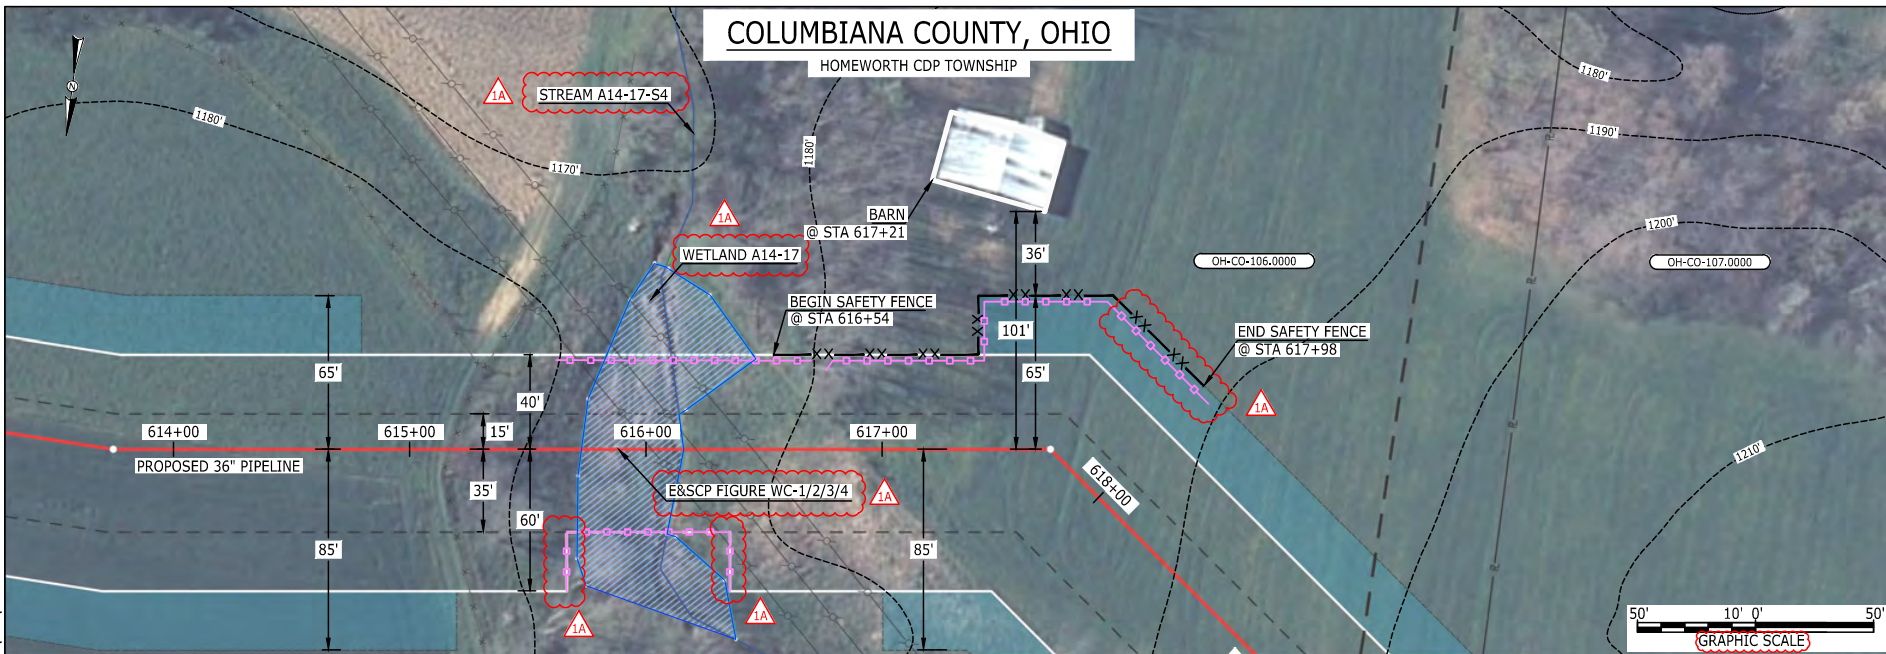 COLUMBIANA COUNTY, OHIO
HOMEWORTH CDP TOWNSHIP
N
1A
STREAM A14-17-S4
1180'
1180'
1170'
1180'
1190'
1200'
1210'
1A
WETLAND A14-17
BARN
@ STA 617+21
36'
OH-CO-106.0000
OH-CO-107.0000
BEGIN SAFETY FENCE
@ STA 616+54
101'
END SAFETY FENCE
@ STA 617+98
65'
65'
40'
1A
15'
614+00
615+00
616+00
617+00
618+00
PROPOSED 36" PIPELINE
35'
E&SCP FIGURE WC-1/2/3/4
1A
60'
85'
85'
1A
1A
50' 10' 0' 50'
GRAPHIC SCALE